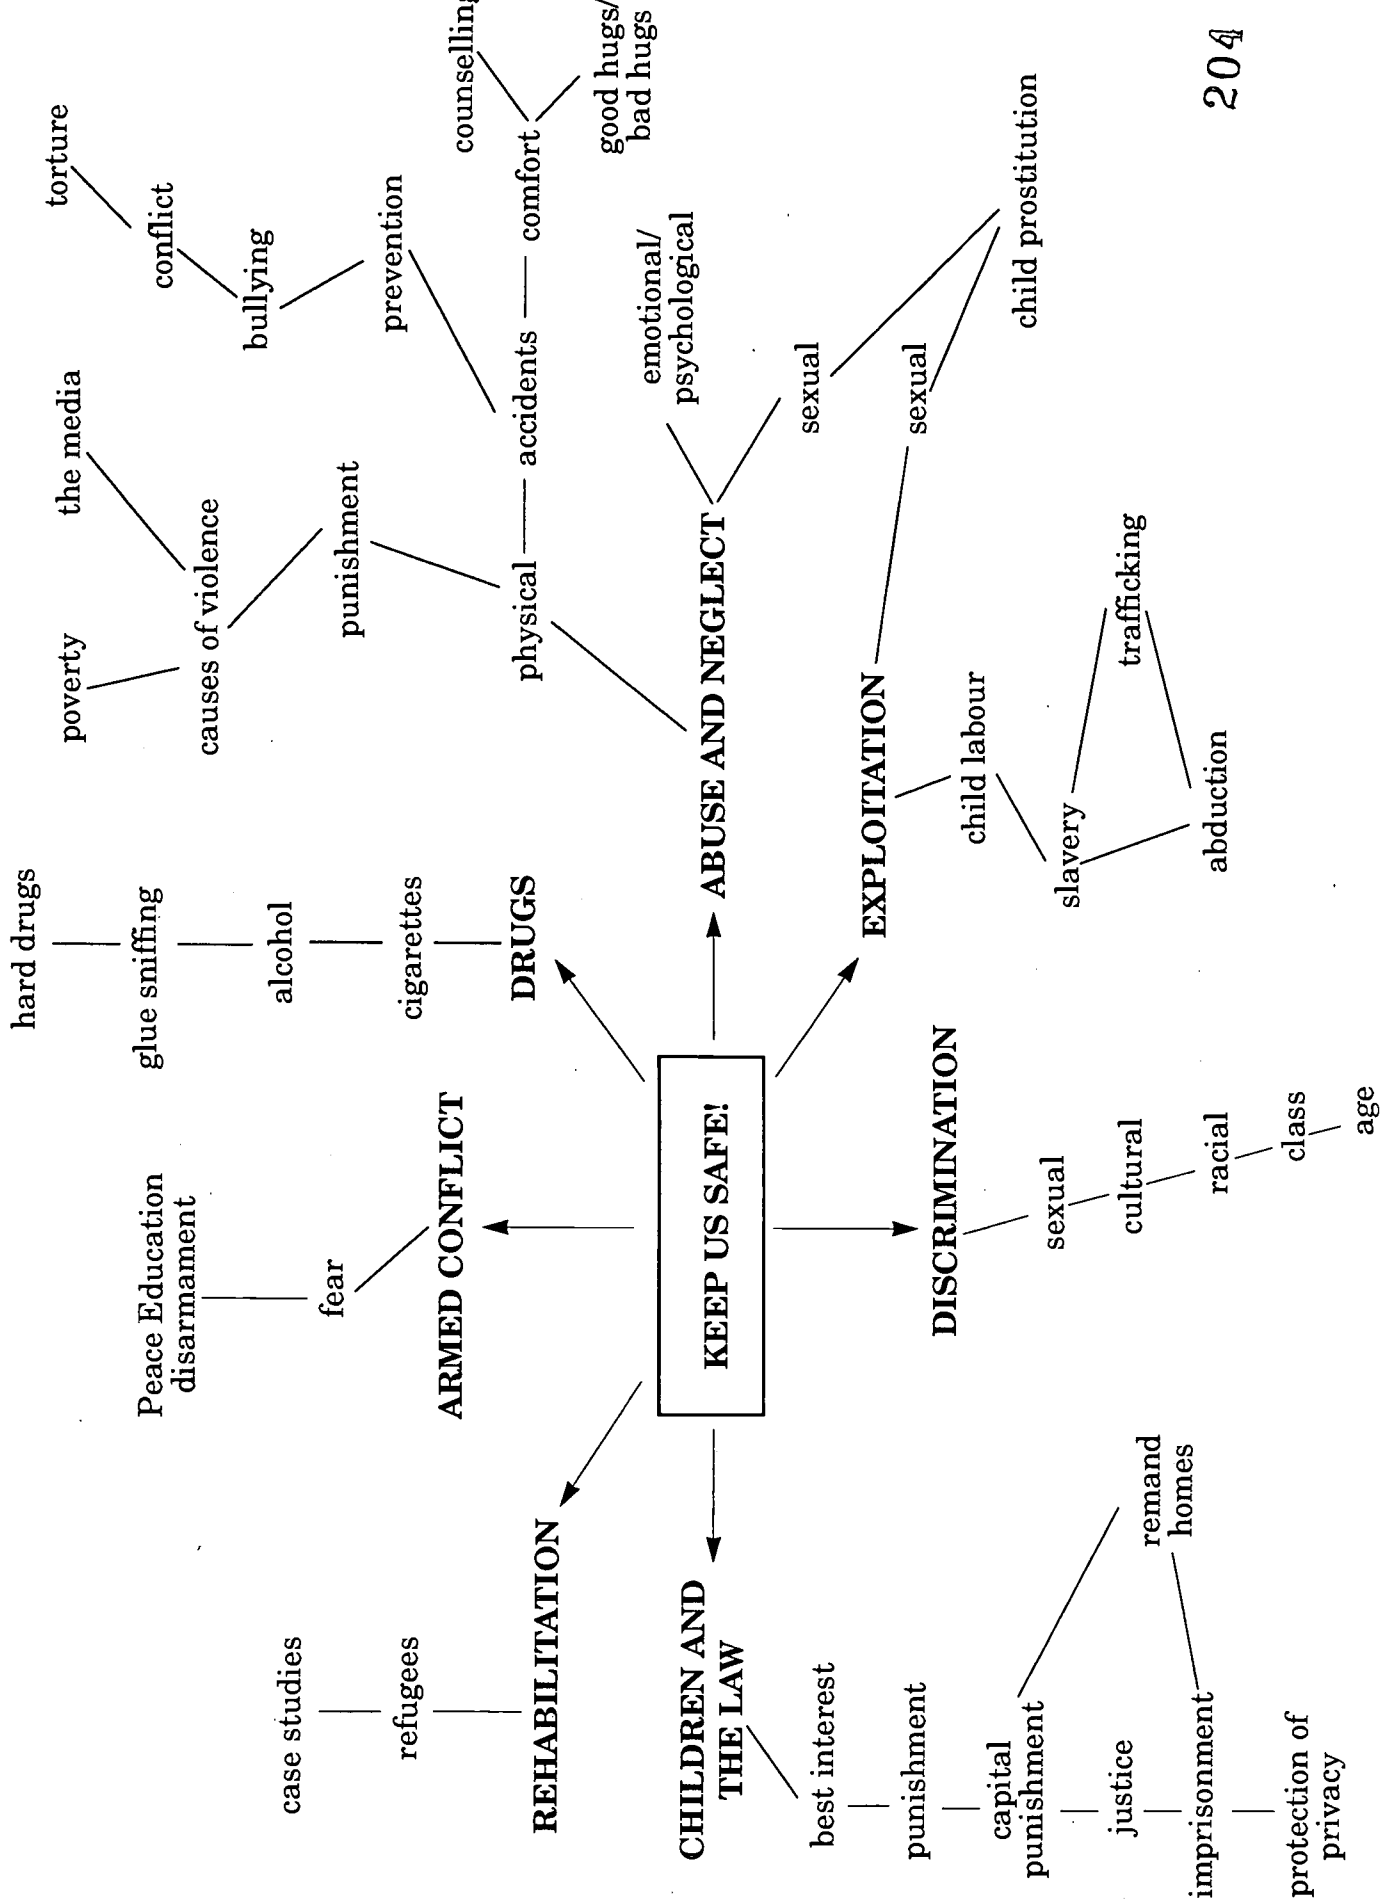 hard drugs
glue sniffing
alcohol
cigarettes
DRUGS
poverty
the media
causes of violence
punishment
physical
torture
conflict
bullying
prevention
accidents
comfort
counselling
good hugs/
bad hugs
ABUSE AND NEGLECT
emotional/
psychological
sexual
EXPLOITATION
sexual
child prostitution
child labour
slavery
trafficking
abduction
Peace Education
disarmament
fear
ARMED CONFLICT
KEEP US SAFE!
DISCRIMINATION
sexual
cultural
racial
class
age
case studies
refugees
REHABILITATION
CHILDREN AND
THE LAW
best interest
punishment
capital
punishment
justice
imprisonment
protection of
privacy
remand
homes
204